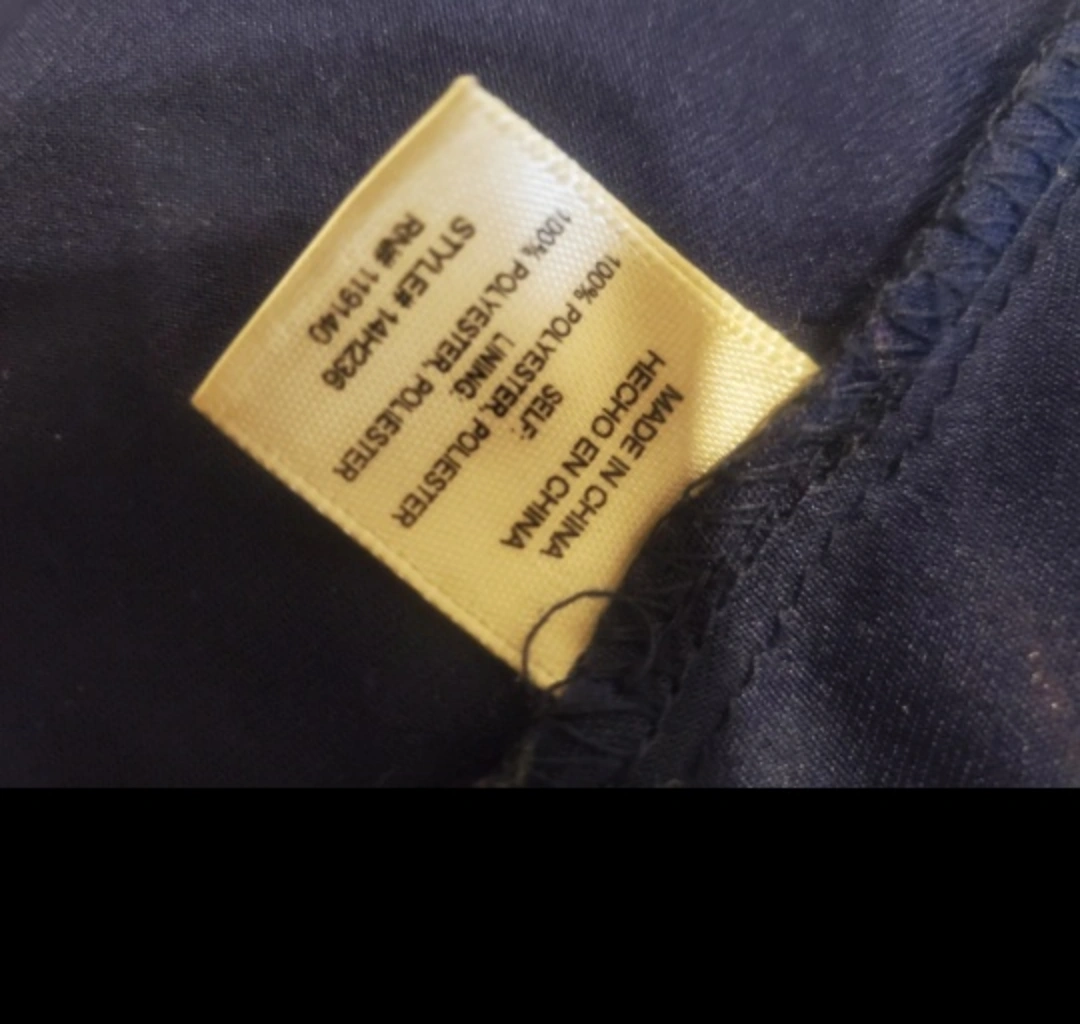 MADE IN CHINA
HECHO EN CHINA
SELF:
100% POLYESTER, POLIESTER
LINING:
100% POLYESTER, POLIESTER
STYLE# 14H236
RN# 119140